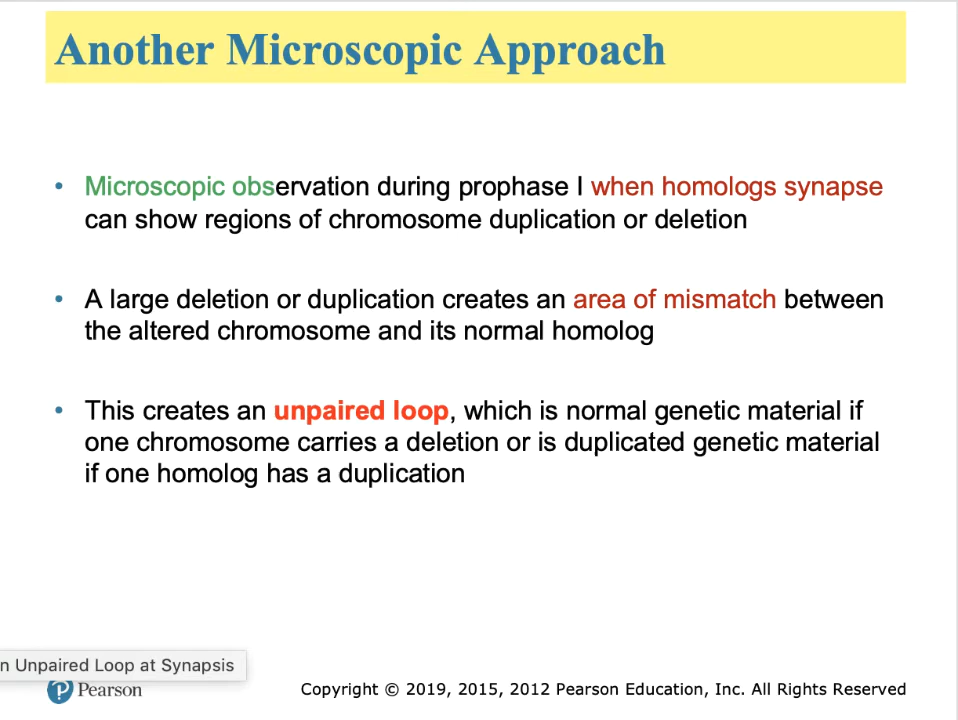 Another Microscopic Approach
• Microscopic observation during prophase I when homologs synapse
can show regions of chromosome duplication or deletion
• A large deletion or duplication creates an area of mismatch between
the altered chromosome and its normal homolog
• This creates an unpaired loop, which is normal genetic material if
one chromosome carries a deletion or is duplicated genetic material
if one homolog has a duplication
n Unpaired Loop at Synapsis
P Pearson
Copyright © 2019, 2015, 2012 Pearson Education, Inc. All Rights Reserved